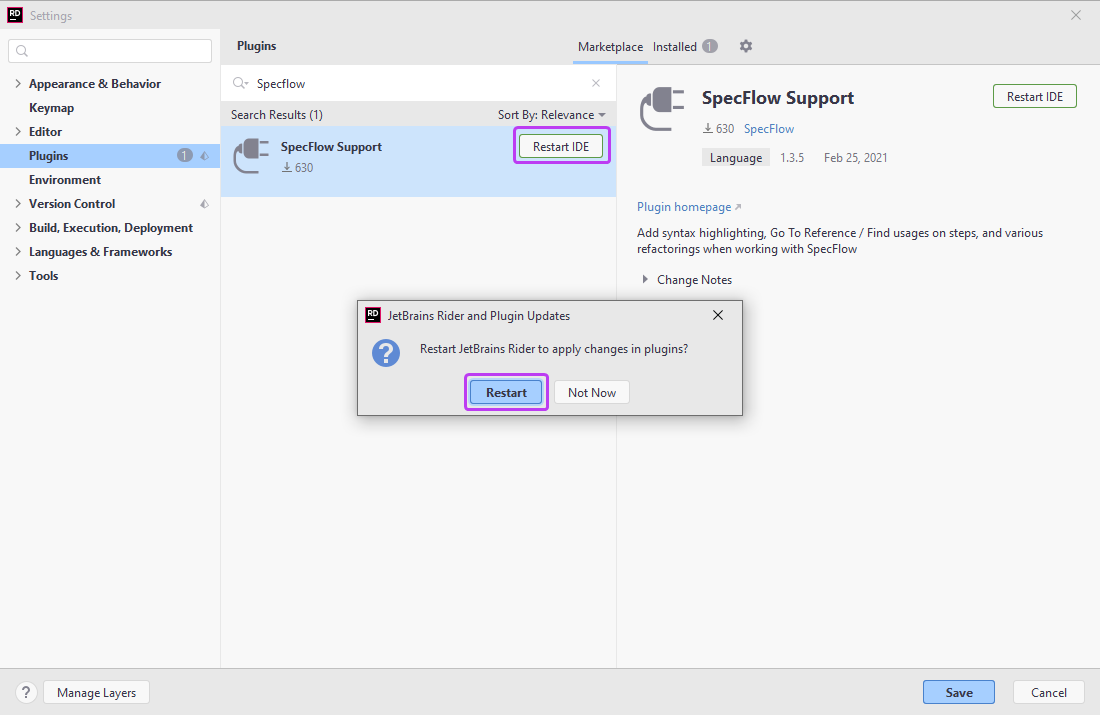 RD Settings
Plugins
Marketplace Installed 1
Appearance & Behavior
Keymap
Editor
Plugins 1
Environment
Version Control
Build, Execution, Deployment
Languages & Frameworks
Tools
Specflow
Search Results (1) Sort By: Relevance
SpecFlow Support
630
Restart IDE
SpecFlow Support
Restart IDE
630 SpecFlow
Language 1.3.5 Feb 25, 2021
Plugin homepage
Add syntax highlighting, Go To Reference / Find usages on steps, and various
refactorings when working with SpecFlow
Change Notes
RD JetBrains Rider and Plugin Updates
? Restart JetBrains Rider to apply changes in plugins?
Restart Not Now
? Manage Layers Save Cancel